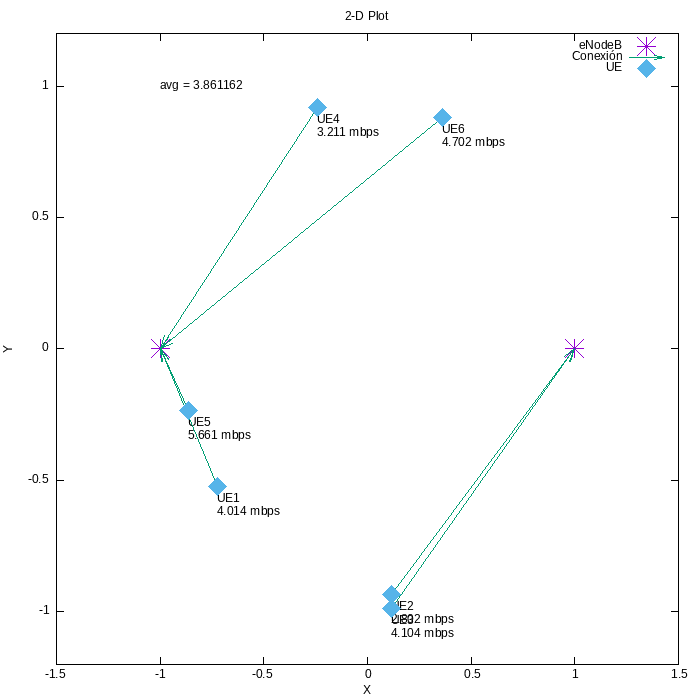 2-D Plot
eNodeB
Conexión
UE
avg = 3.861162
UE4
3.211 mbps
UE6
4.702 mbps
UE5
5.661 mbps
UE1
4.014 mbps
UE2
mbps
4.104 mbps
1
0.5
0
-0.5
-1
Y
-1.5
-1
-0.5
0
0.5
1
1.5
X